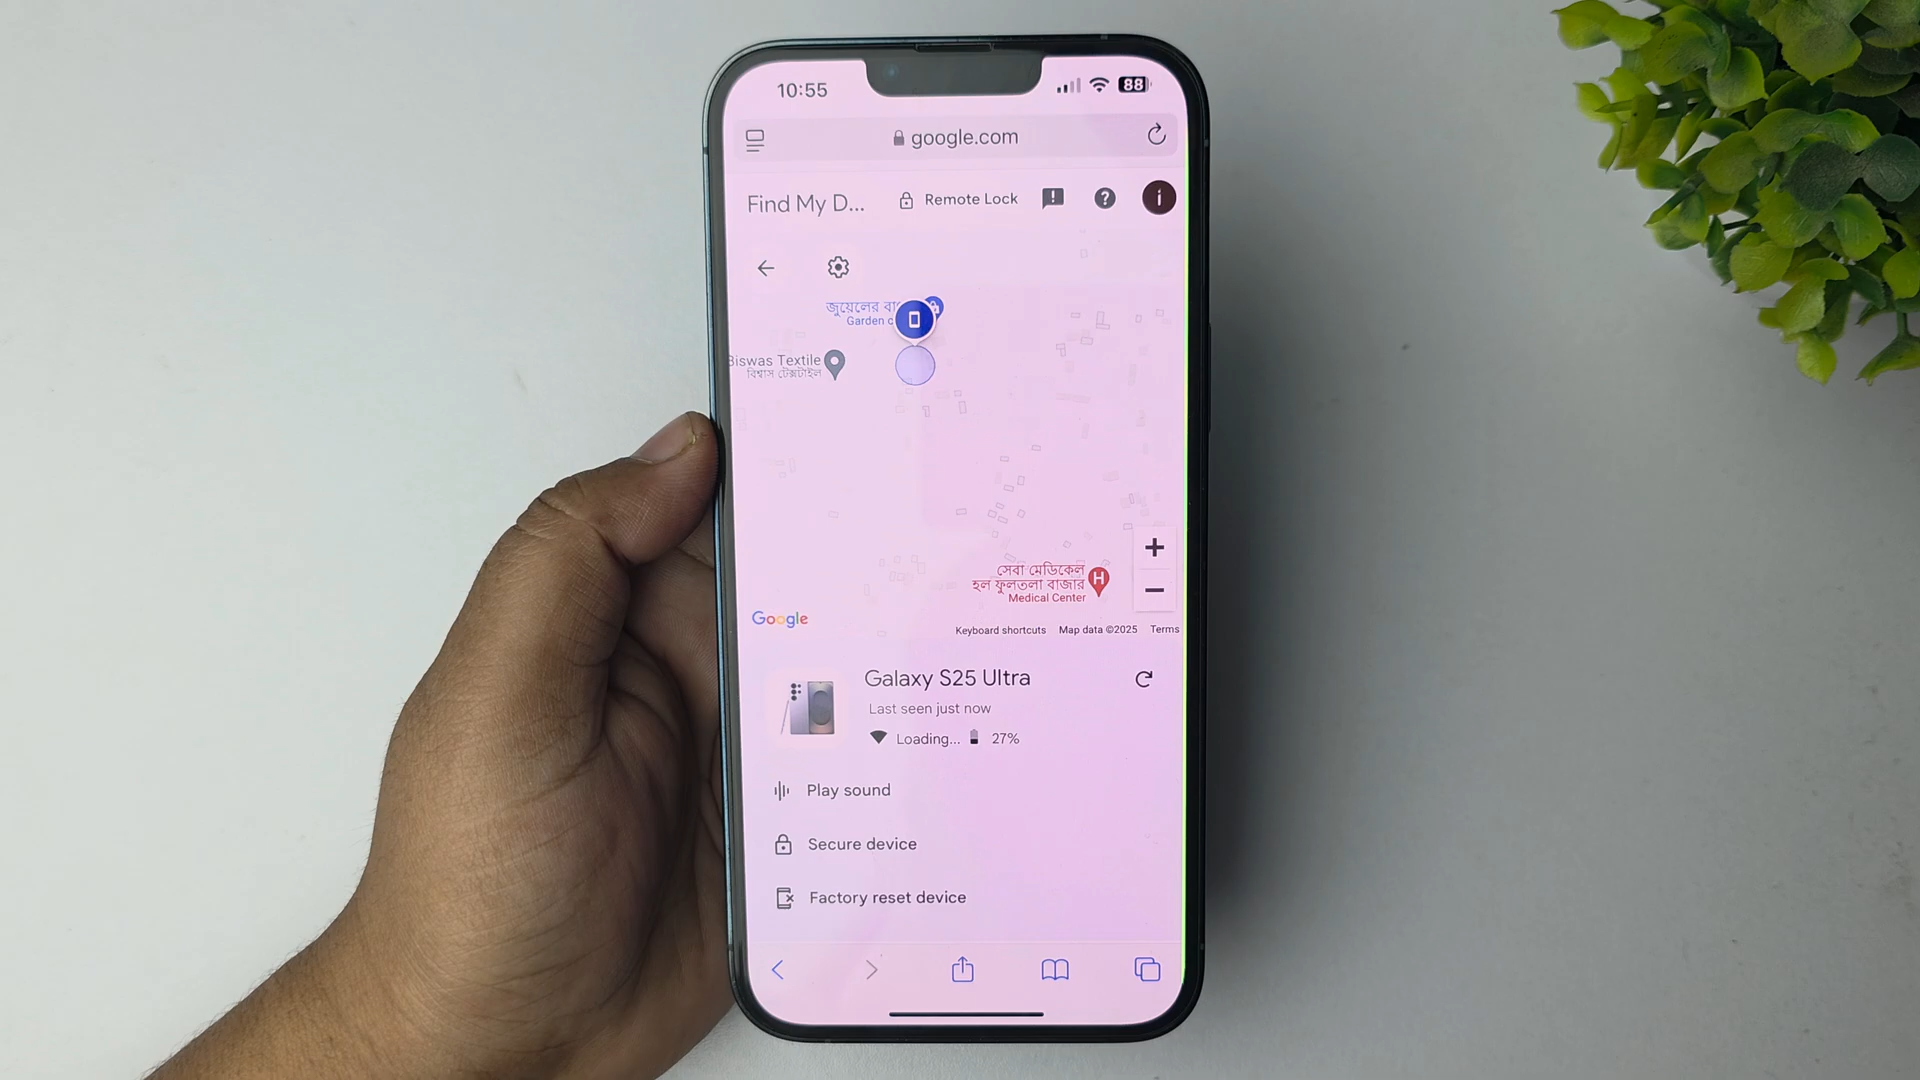 10:55
88
google.com
Find My D...
Remote Lock
জুয়েলের
Garden
Biswas Textile
বিশ্বাস টেক্সটাইল
সেবা মেডিকেল
হল ফুলতলা বাজার
Medical Center
Google
Keyboard shortcuts Map data ©2025 Terms
Galaxy S25 Ultra
Last seen just now
Loading... 27%
Play sound
Secure device
Factory reset device